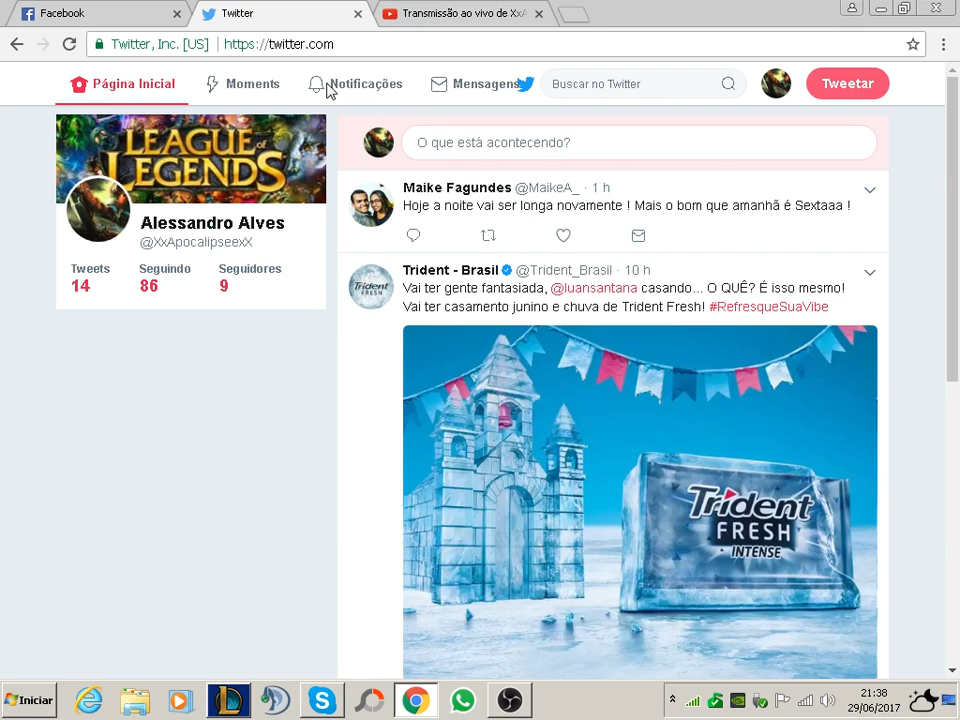 Facebook
Twitter
Transmissão ao vivo de XxA
Twitter, Inc. [US] | https://twitter.com
Página Inicial
Moments
Notificações
Mensagens
Buscar no Twitter
Tweetar
LEAGUE of
LEGENDS
Alessandro Alves
@XxApocalipseexX
Tweets Seguindo Seguidores
14 86 9
O que está acontecendo?
Maike Fagundes @MaikeA_ · 1 h
Hoje a noite vai ser longa novamente ! Mais o bom que amanhã é Sextaaa !
Trident - Brasil @Trident_Brasil · 10 h
Vai ter gente fantasiada, @luansantana casando... O QUÊ? É isso mesmo!
Vai ter casamento junino e chuva de Trident Fresh! #RefresqueSuaVibe
Trident
FRESH
Trident
FRESH
• INTENSE •
Iniciar
21:38
29/06/2017